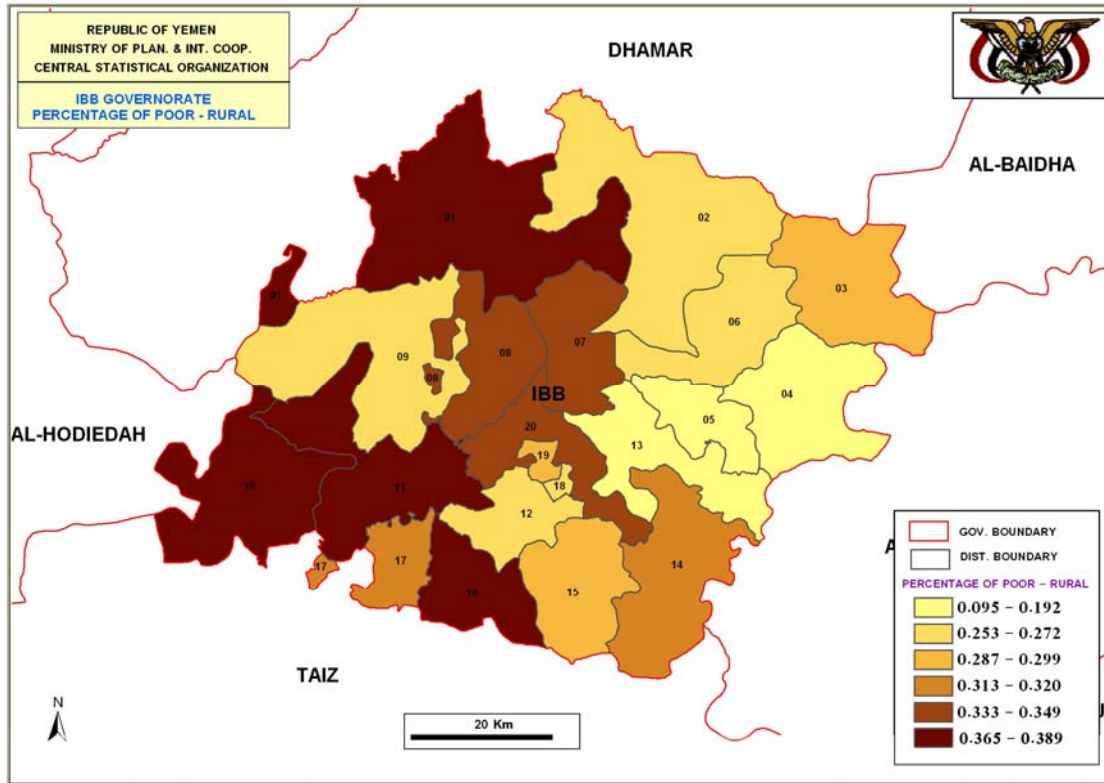 REPUBLIC OF YEMEN
MINISTRY OF PLAN. & INT. COOP.
CENTRAL STATISTICAL ORGANIZATION
IBB GOVERNORATE
PERCENTAGE OF POOR - RURAL
DHAMAR
AL-BAIDHA
01
02
03
01
06
07
08
09
08
04
IBB
05
20
AL-HODIEDAH
13
19
11
18
12
17
17
14
15
16
TAIZ
GOV. BOUNDARY
DIST. BOUNDARY
PERCENTAGE OF POOR – RURAL
0.095 – 0.192
0.253 – 0.272
0.287 – 0.299
0.313 – 0.320
0.333 – 0.349
0.365 – 0.389
N
20 Km